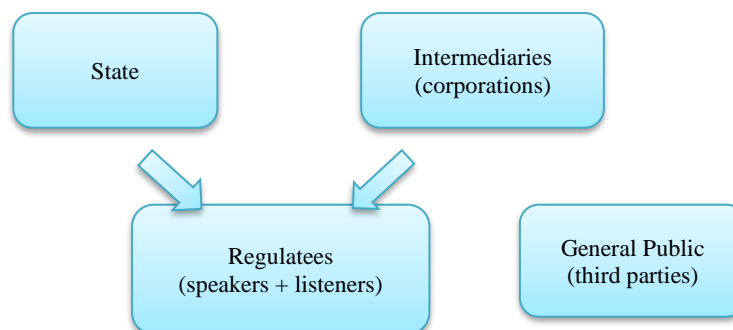 State
Intermediaries
(corporations)
Regulatees
(speakers + listeners)
General Public
(third parties)